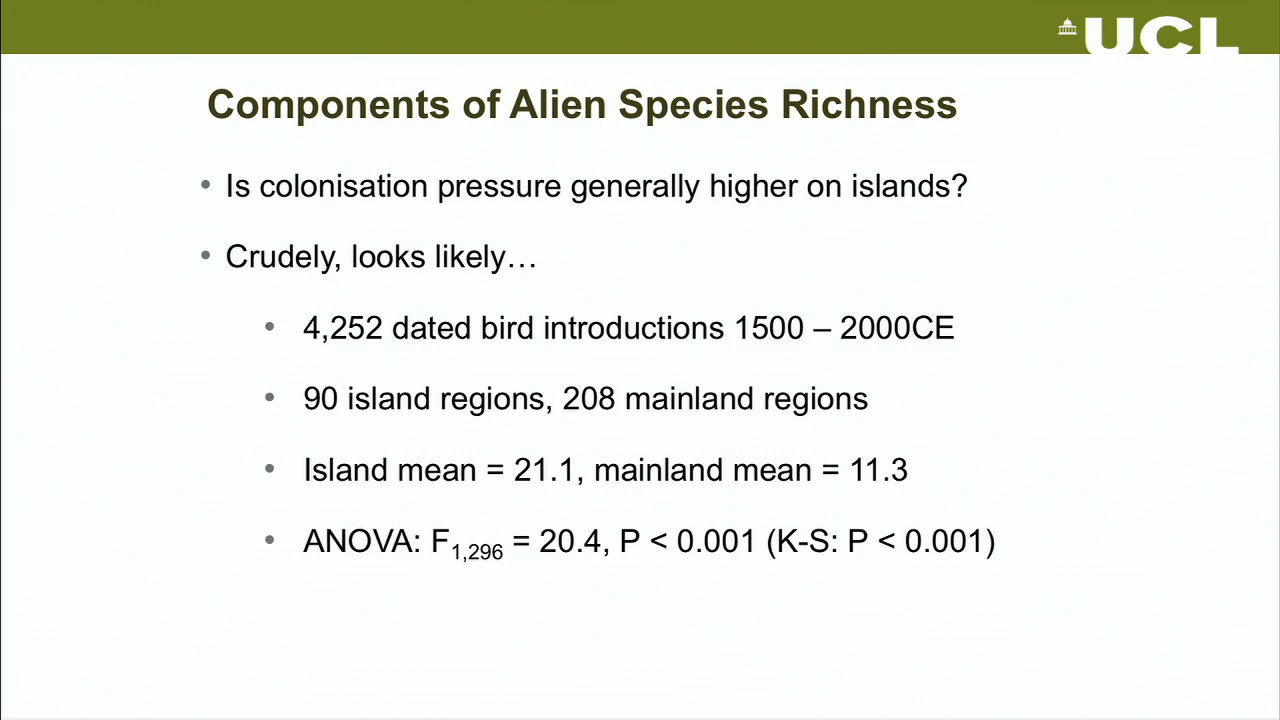 UCL
Components of Alien Species Richness
• Is colonisation pressure generally higher on islands?
• Crudely, looks likely…
• 4,252 dated bird introductions 1500 – 2000CE
• 90 island regions, 208 mainland regions
• Island mean = 21.1, mainland mean = 11.3
• ANOVA: F1,296 = 20.4, P < 0.001 (K-S: P < 0.001)